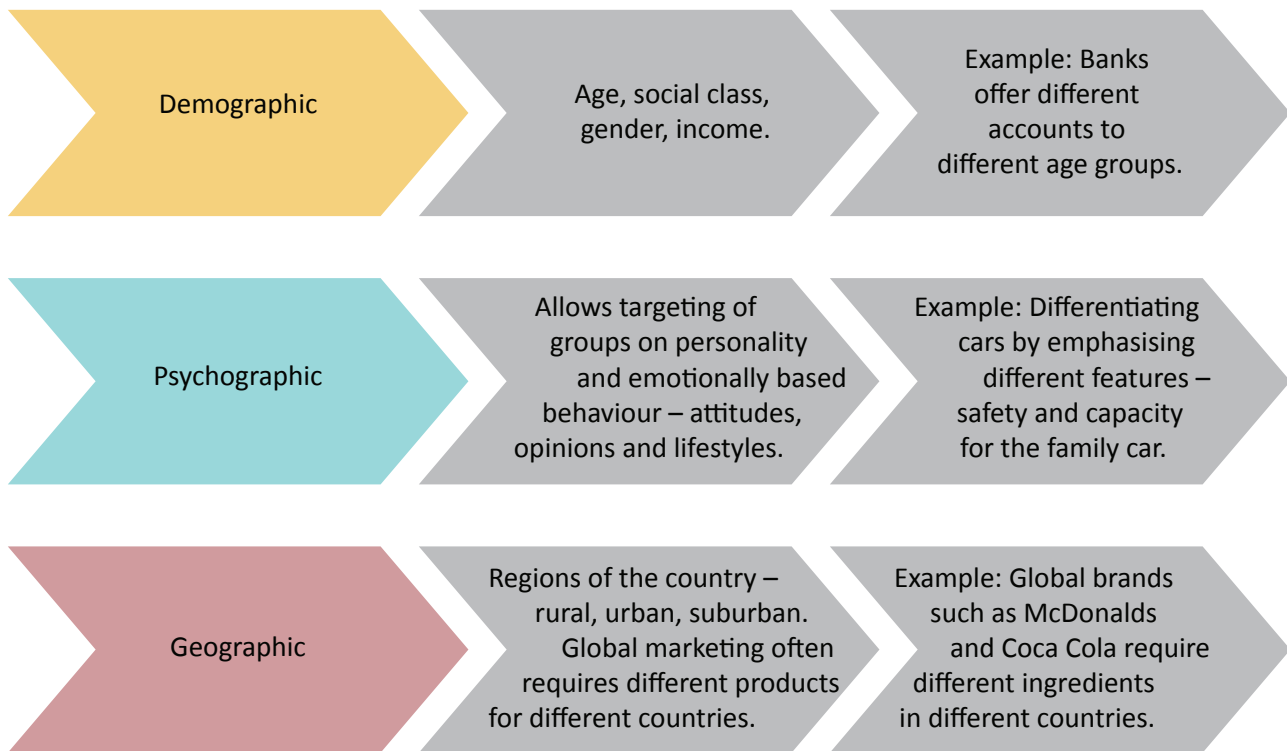 Demographic
Age, social class,
gender, income.
Example: Banks
offer different
accounts to
different age groups.
Psychographic
Allows targeting of
groups on personality
and emotionally based
behaviour – attitudes,
opinions and lifestyles.
Example: Differentiating
cars by emphasising
different features –
safety and capacity
for the family car.
Geographic
Regions of the country –
rural, urban, suburban.
Global marketing often
requires different products
for different countries.
Example: Global brands
such as McDonalds
and Coca Cola require
different ingredients
in different countries.